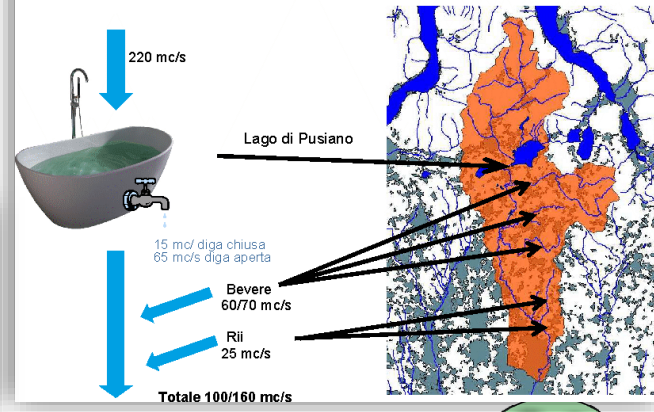 220 mc/s
Lago di Pusiano
15 mc/ diga chiusa
65 mc/s diga aperta
Bevere
60/70 mc/s
Rii
25 mc/s
Totale 100/160 mc/s